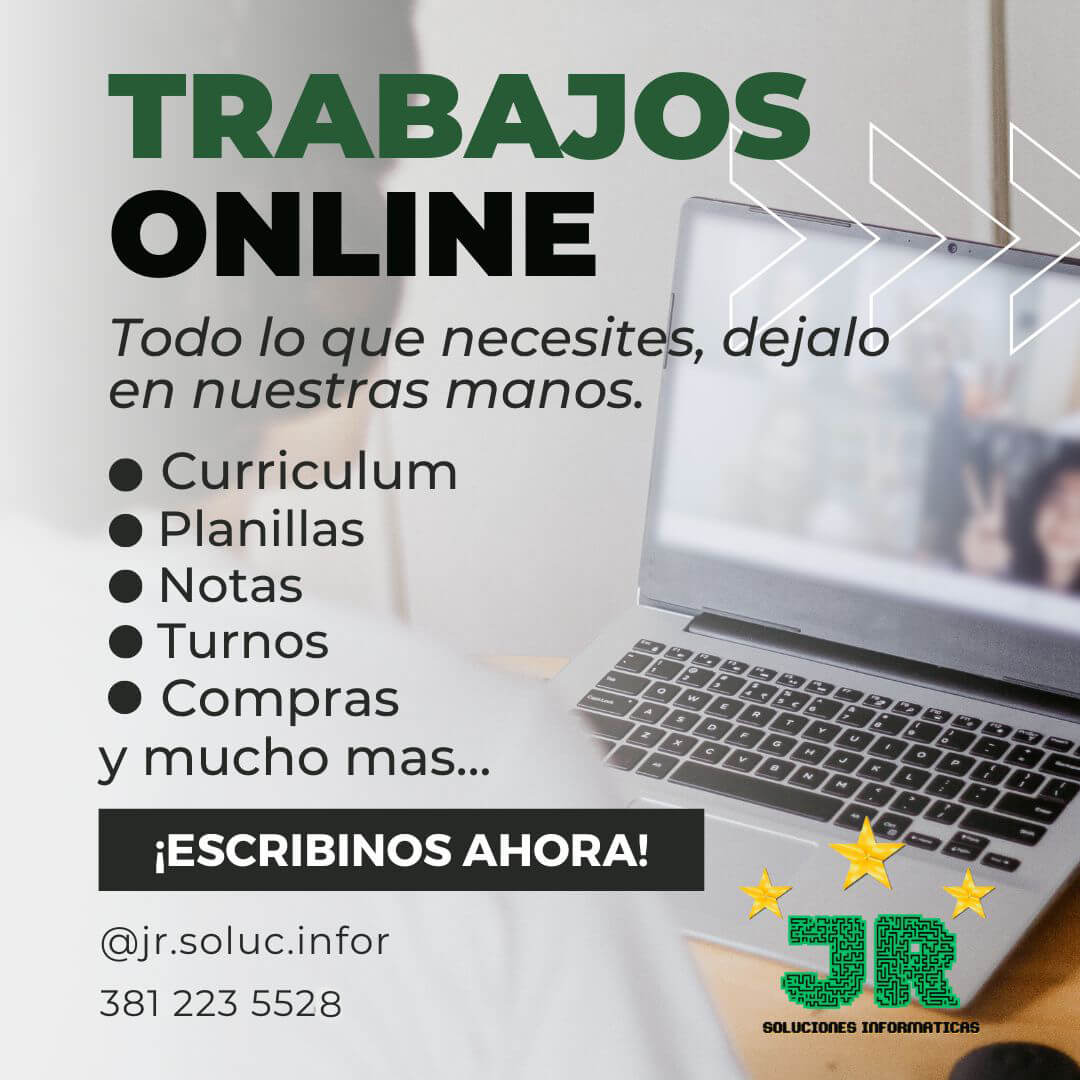 TRABAJOS
ONLINE
Todo lo que necesites, dejalo
en nuestras manos.
● Curriculum
● Planillas
● Notas
● Turnos
● Compras
y mucho mas...
¡ESCRIBINOS AHORA!
@jr.soluc.infor
381 223 5528
JR
SOLUCIONES INFORMATICAS